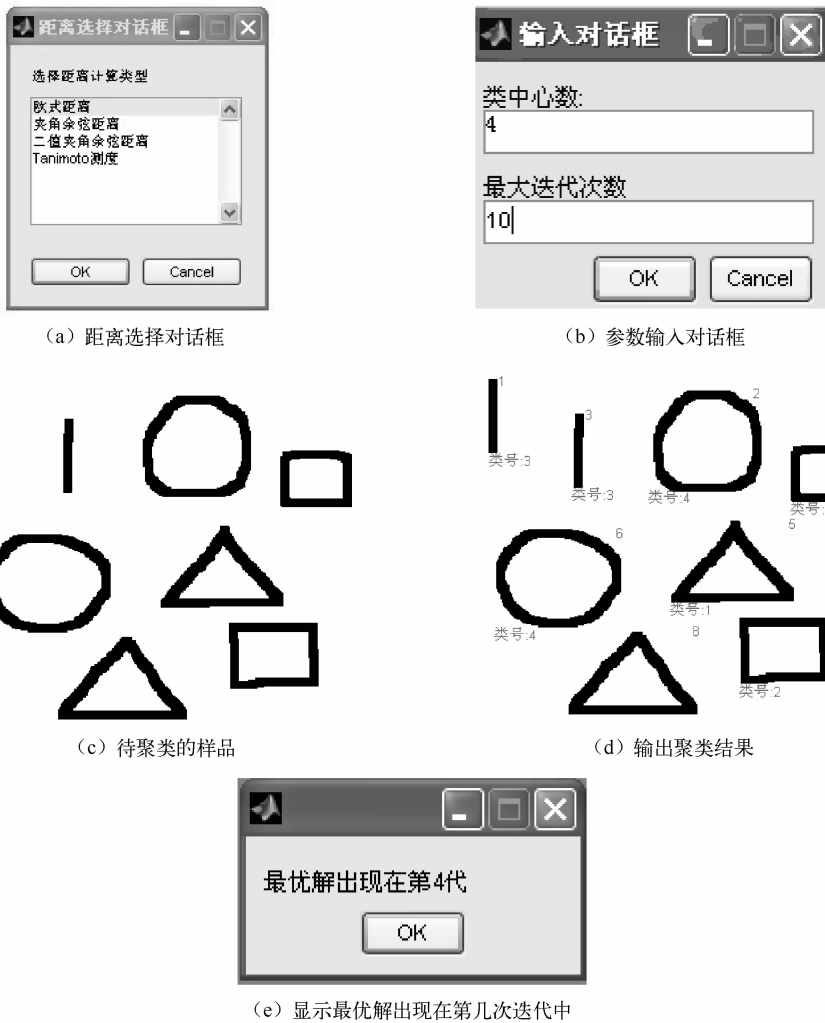 距离选择对话框
选择距离计算类型
欧式距离
夹角余弦距离
二值夹角余弦距离
Tanimoto测度
OK
Cancel
(a)距离选择对话框
输入对话框
类中心数:
4
最大迭代次数
10
OK
Cancel
(b)参数输入对话框
(c)待聚类的样品
1
类号:3
3
类号:3
2
类号:4
类号:
5
6
类号:4
类号:1
8
类号:2
(d)输出聚类结果
最优解出现在第4代
OK
(e)显示最优解出现在第几次迭代中